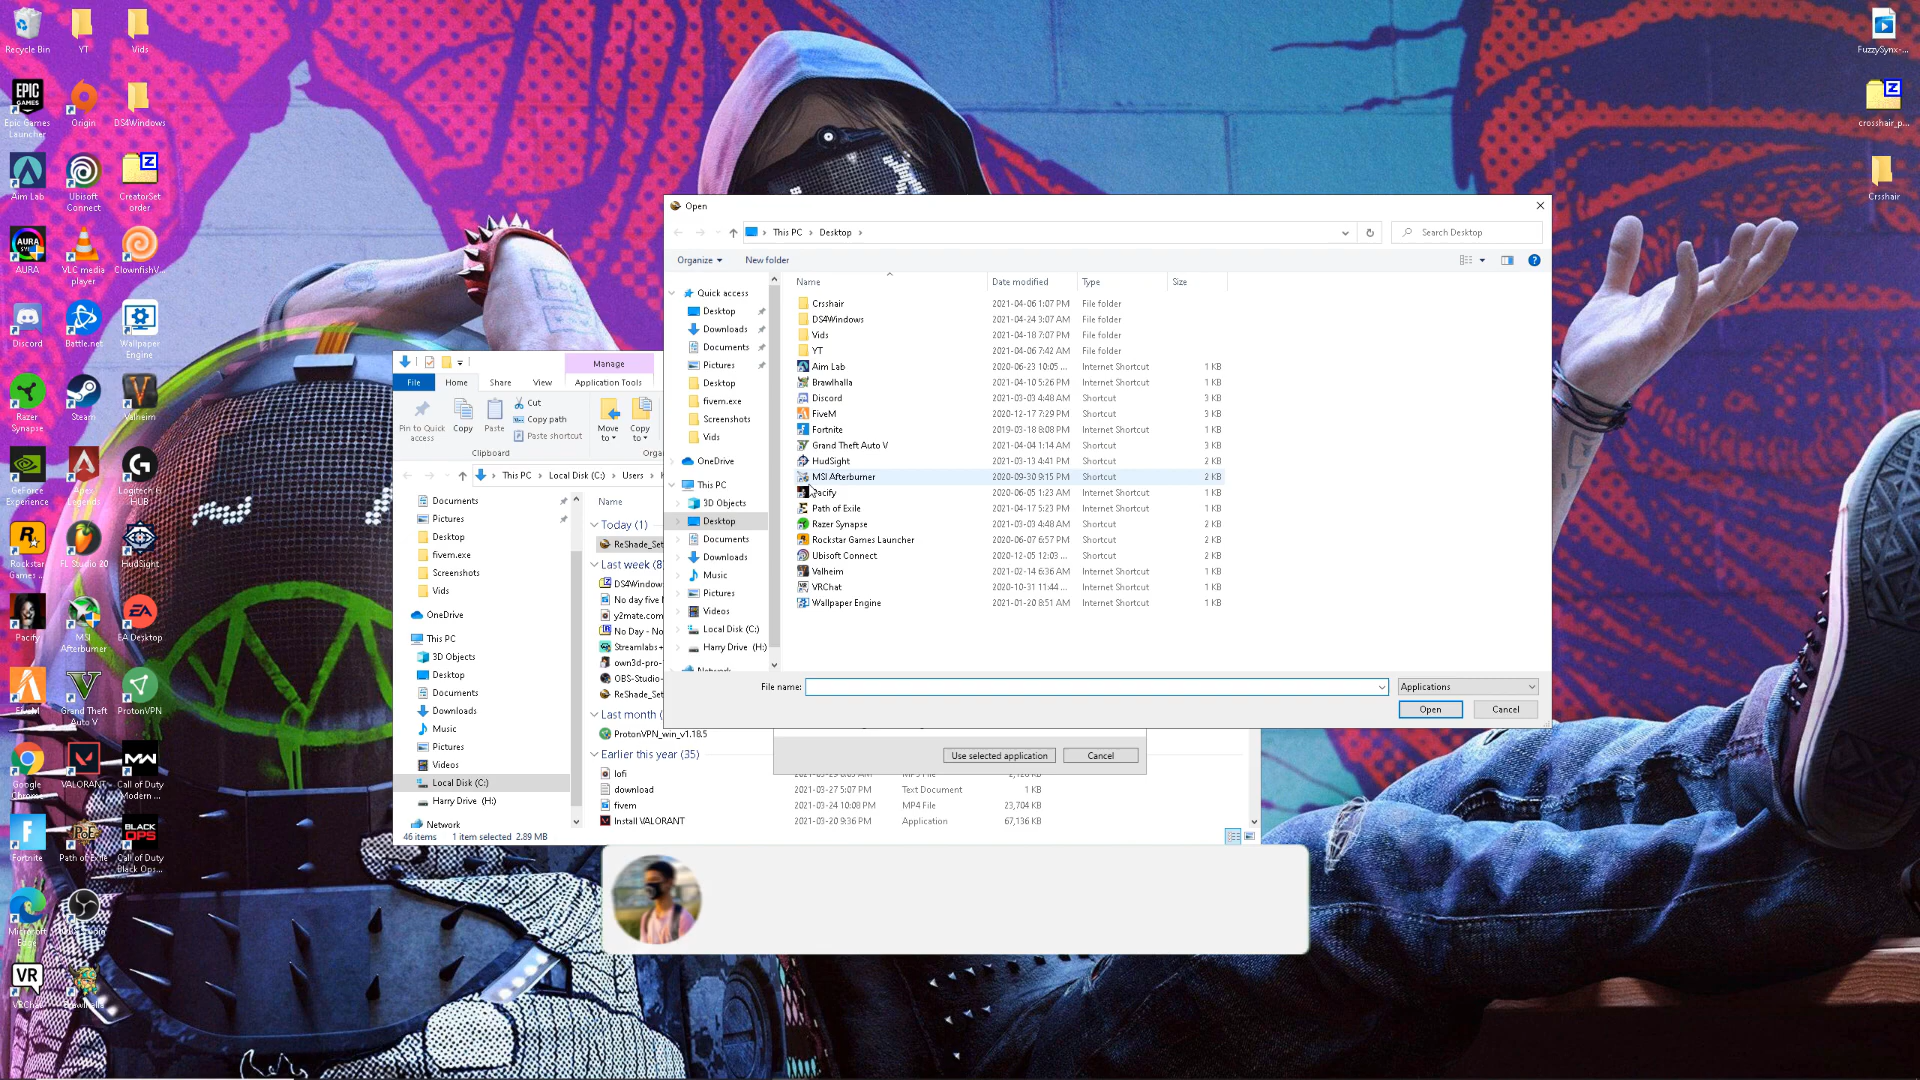 Recycle Bin
YT
Vids
Epic Games Launcher
Origin
DS4Windows
Aim Lab
Ubisoft Connect
CreatorSet order
AURA
VLC media player
ClownfishV...
Discord
Battle.net
Wallpaper Engine
Razer Synapse
Steam
Valheim
GeForce Experience
Apex Legends
Logitech G HUB
Rockstar Games ...
FL Studio 20
HudSight
Pacify
MSI Afterburner
EA Desktop
FiveM
Grand Theft Auto V
ProtonVPN
Google Chrome
VALORANT
Call of Duty Modern ...
Fortnite
Path of Exile
Call of Duty Black Ops...
Microsoft Edge
VRChat
Brawlhalla
FuzzySynx-...
crosshair_p...
Crsshair
Open
This PC
Desktop
Search Desktop
Organize
New folder
Name
Date modified
Type
Size
Quick access
Desktop
Downloads
Documents
Pictures
Desktop
fivem.exe
Screenshots
Vids
OneDrive
This PC
3D Objects
Desktop
Documents
Downloads
Music
Pictures
Videos
Local Disk (C:)
Harry Drive (H:)
Network
Crsshair 2021-04-06 1:07 PM File folder
DS4Windows 2021-04-24 3:07 AM File folder
Vids 2021-04-18 7:07 PM File folder
YT 2021-04-06 7:42 AM File folder
Aim Lab 2020-06-23 10:05 ... Internet Shortcut 1 KB
Brawlhalla 2021-04-10 5:26 PM Internet Shortcut 1 KB
Discord 2021-03-03 4:48 AM Shortcut 3 KB
FiveM 2020-12-17 7:29 PM Shortcut 3 KB
Fortnite 2019-03-18 8:08 PM Internet Shortcut 1 KB
Grand Theft Auto V 2021-04-04 1:14 AM Shortcut 3 KB
HudSight 2021-03-13 4:41 PM Shortcut 2 KB
MSI Afterburner 2020-09-30 9:15 PM Shortcut 2 KB
Pacify 2020-06-05 1:23 AM Internet Shortcut 1 KB
Path of Exile 2021-04-17 5:23 PM Internet Shortcut 1 KB
Razer Synapse 2021-03-03 4:48 AM Shortcut 2 KB
Rockstar Games Launcher 2020-06-07 6:57 PM Shortcut 2 KB
Ubisoft Connect 2020-12-05 12:03 ... Shortcut 2 KB
Valheim 2021-02-14 6:36 AM Internet Shortcut 1 KB
VRChat 2020-10-31 11:44 ... Internet Shortcut 1 KB
Wallpaper Engine 2021-01-20 8:51 AM Internet Shortcut 1 KB
File name:
Applications
Open
Cancel
Use selected application
Cancel
Manage
File
Home
Share
View
Application Tools
Pin to Quick access
Copy
Paste
Cut
Copy path
Paste shortcut
Move to
Copy to
Clipboard
Orga
This PC
Local Disk (C:)
Users
Documents
Pictures
Desktop
fivem.exe
Screenshots
Vids
OneDrive
This PC
3D Objects
Desktop
Documents
Downloads
Music
Pictures
Videos
Local Disk (C:)
Harry Drive (H:)
Network
Name
Today (1)
ReShade_Set
Last week (8
DS4Window
No day five
y2mate.com
No Day - No
Streamlabs+
own3d-pro-
OBS-Studio-
ReShade_Set
Last month (
ProtonVPN_win_v1.18.5
Earlier this year (35)
lofi
download 2021-03-27 5:07 PM Text Document 1 KB
fivem 2021-03-24 10:08 PM MP4 File 23,704 KB
Install VALORANT 2021-03-20 9:36 PM Application 67,136 KB
46 items 1 item selected 2.89 MB